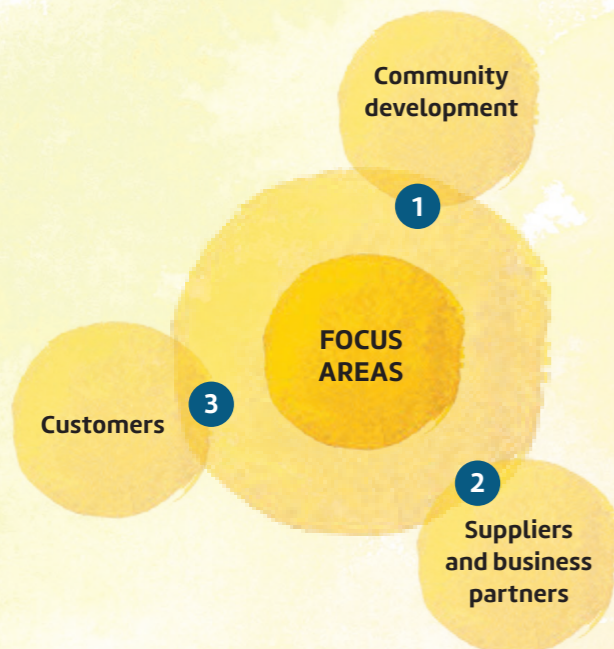 Community
development
1
FOCUS
AREAS
3
Customers
2
Suppliers
and business
partners